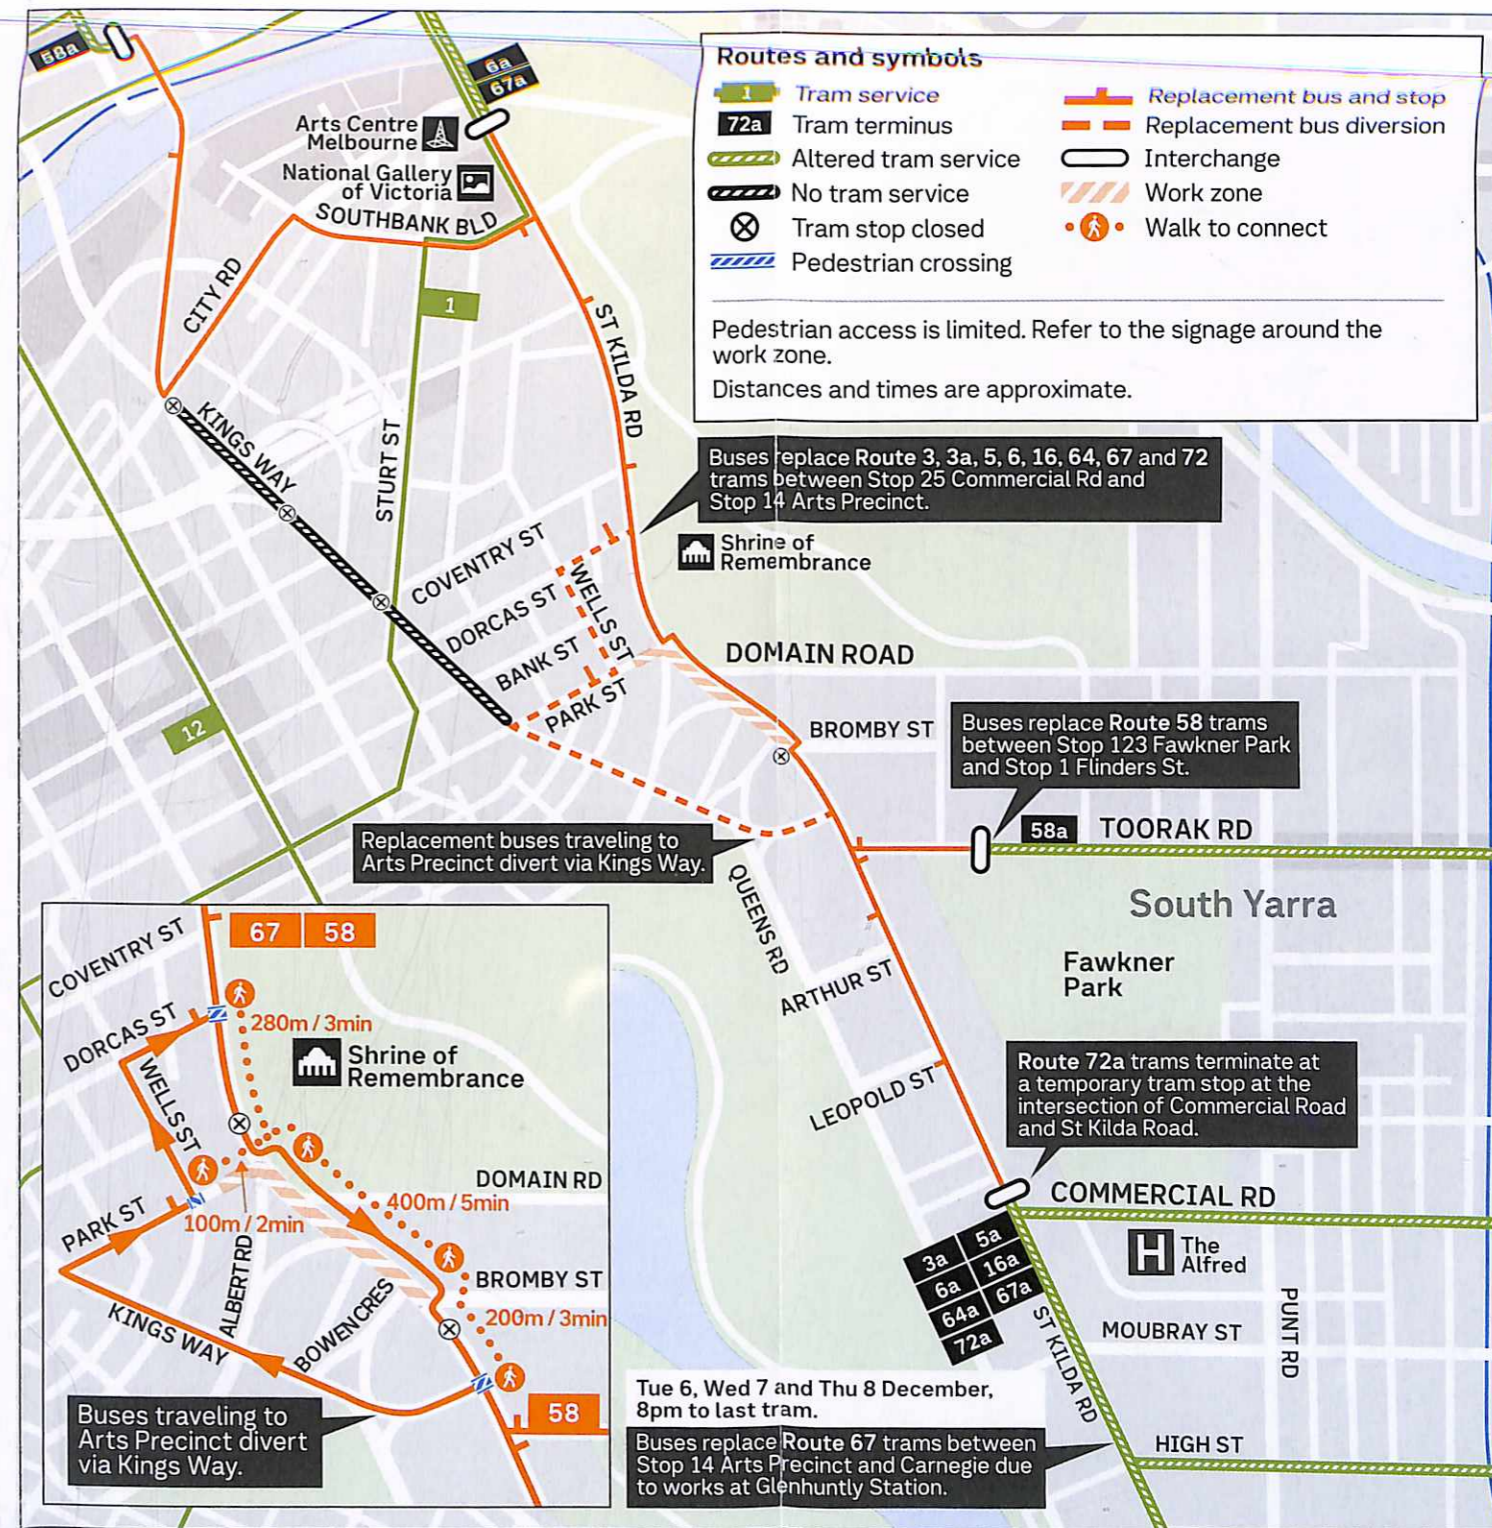 58a
6a
67a
Arts Centre
Melbourne
National Gallery
of Victoria
SOUTHBANK BLD
CITY RD
1
ST KILDA RD
KINGS WAY
STURT ST
Routes and symbols
1 Tram service
72a Tram terminus
Altered tram service
No tram service
Tram stop closed
Pedestrian crossing
Replacement bus and stop
Replacement bus diversion
Interchange
Work zone
Walk to connect
Pedestrian access is limited. Refer to the signage around the
work zone.
Distances and times are approximate.
Buses replace Route 3, 3a, 5, 6, 16, 64, 67 and 72
trams between Stop 25 Commercial Rd and
Stop 14 Arts Precinct.
Shrine of
Remembrance
COVENTRY ST
DORCAS ST
WELLS ST
BANK ST
PARK ST
DOMAIN ROAD
BROMBY ST
12
Buses replace Route 58 trams
between Stop 123 Fawkner Park
and Stop 1 Flinders St.
58a
TOORAK RD
Replacement buses traveling to
Arts Precinct divert via Kings Way.
QUEENS RD
South Yarra
Fawkner
Park
ARTHUR ST
LEOPOLD ST
Route 72a trams terminate at
a temporary tram stop at the
intersection of Commercial Road
and St Kilda Road.
COMMERCIAL RD
H
The
Alfred
3a 5a
6a 16a
64a 67a
72a
ST KILDA RD
MOUBRAY ST
PUNT RD
HIGH ST
Tue 6, Wed 7 and Thu 8 December,
8pm to last tram.
Buses replace Route 67 trams between
Stop 14 Arts Precinct and Carnegie due
to works at Glenhuntly Station.
67 58
COVENTRY ST
DORCAS ST
280m / 3min
Shrine of
Remembrance
WELLS ST
DOMAIN RD
400m / 5min
PARK ST
100m / 2min
ALBERT RD
BROMBY ST
KINGS WAY
BOWEN CRES
200m / 3min
Buses traveling to
Arts Precinct divert
via Kings Way.
58